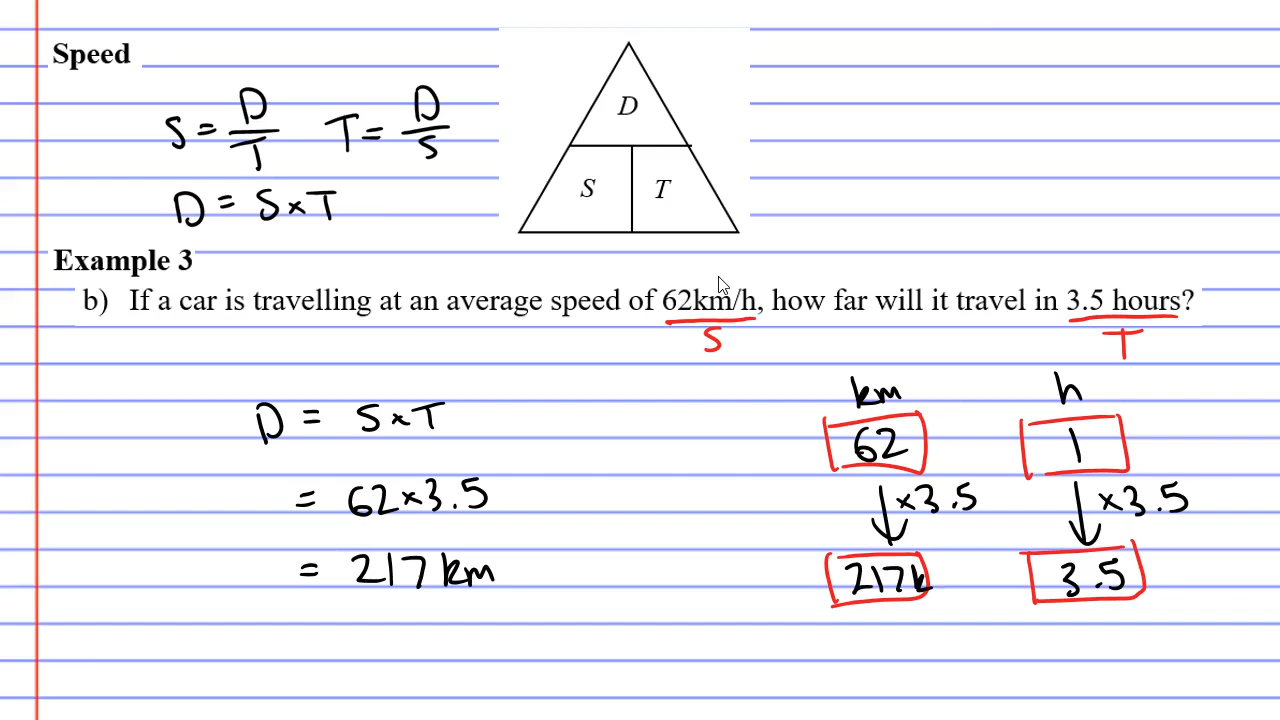 Speed
S = D/T T = D/S
D = S × T
D
S T
Example 3
b) If a car is travelling at an average speed of 62km/h, how far will it travel in 3.5 hours?
S T
km h
D = S × T 62 1
= 62 × 3.5 ×3.5 ×3.5
= 217 km 217k 3.5